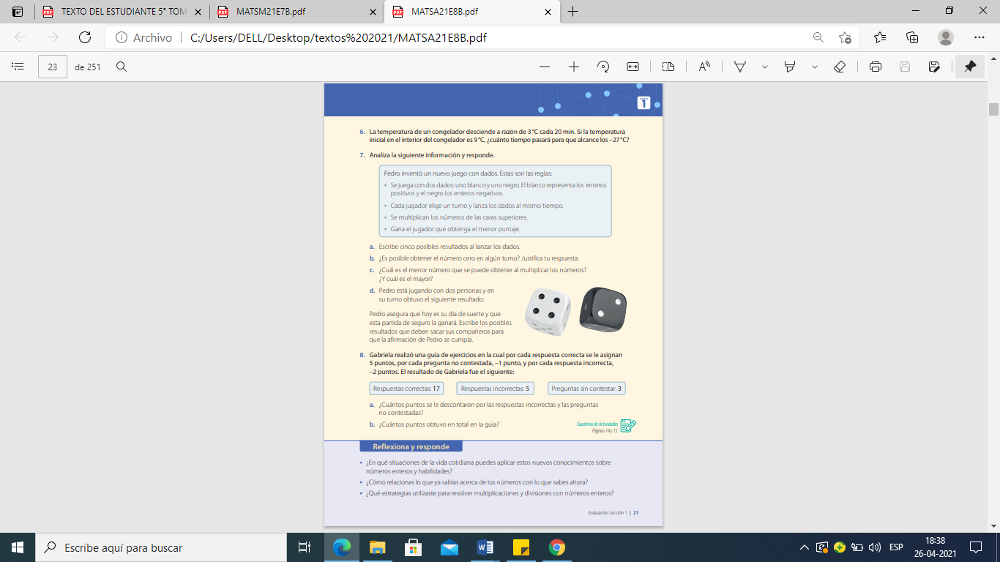 TEXTO DEL ESTUDIANTE 5° TOM
MATSM21E7B.pdf
MATSA21E8B.pdf
Archivo
C:/Users/DELL/Desktop/textos%202021/MATSA21E8B.pdf
23
de 251
1
6. La temperatura de un congelador desciende a razón de 3 °C cada 20 min. Si la temperatura
inicial en el interior del congelador es 9 °C, ¿cuánto tiempo pasará para que alcance los –27 °C?
7. Analiza la siguiente información y responde.
Pedro inventó un nuevo juego con dados. Estas son las reglas:
• Se juega con dos dados: uno blanco y uno negro. El blanco representa los enteros
positivos y el negro los enteros negativos.
• Cada jugador elige un turno y lanza los dados al mismo tiempo.
• Se multiplican los números de las caras superiores.
• Gana el jugador que obtenga el menor puntaje.
a. Escribe cinco posibles resultados al lanzar los dados.
b. ¿Es posible obtener el número cero en algún turno? Justifica tu respuesta.
c. ¿Cuál es el menor número que se puede obtener al multiplicar los números?
¿Y cuál es el mayor?
d. Pedro está jugando con dos personas y en
su turno obtuvo el siguiente resultado:
Pedro asegura que hoy es su día de suerte y que
esta partida de seguro la ganará. Escribe los posibles
resultados que deben sacar sus compañeros para
que la afirmación de Pedro se cumpla.
8. Gabriela realizó una guía de ejercicios en la cual por cada respuesta correcta se le asignan
5 puntos, por cada pregunta no contestada, –1 punto, y por cada respuesta incorrecta,
–2 puntos. El resultado de Gabriela fue el siguiente:
Respuestas correctas: 17
Respuestas incorrectas: 5
Preguntas sin contestar: 3
a. ¿Cuántos puntos se le descontaron por las respuestas incorrectas y las preguntas
no contestadas?
b. ¿Cuántos puntos obtuvo en total en la guía?
Cuaderno de Actividades
Páginas 14 y 15.
Reflexiona y responde
• ¿En qué situaciones de la vida cotidiana puedes aplicar estos nuevos conocimientos sobre
números enteros y habilidades?
• ¿Cómo relacionas lo que ya sabías acerca de los números con lo que sabes ahora?
• ¿Qué estrategias utilizaste para resolver multiplicaciones y divisiones con números enteros?
Evaluación Lección 1 | 21
Escribe aquí para buscar
ESP
18:38
26-04-2021